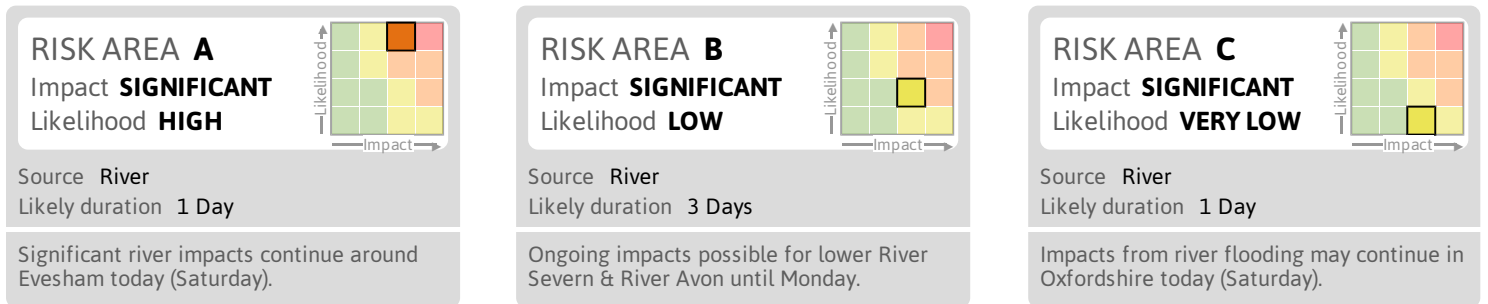 RISK AREA A
Impact SIGNIFICANT
Likelihood HIGH
Likelihood
Impact
Source River
Likely duration 1 Day
Significant river impacts continue around
Evesham today (Saturday).
RISK AREA B
Impact SIGNIFICANT
Likelihood LOW
Likelihood
Impact
Source River
Likely duration 3 Days
Ongoing impacts possible for lower River
Severn & River Avon until Monday.
RISK AREA C
Impact SIGNIFICANT
Likelihood VERY LOW
Likelihood
Impact
Source River
Likely duration 1 Day
Impacts from river flooding may continue in
Oxfordshire today (Saturday).